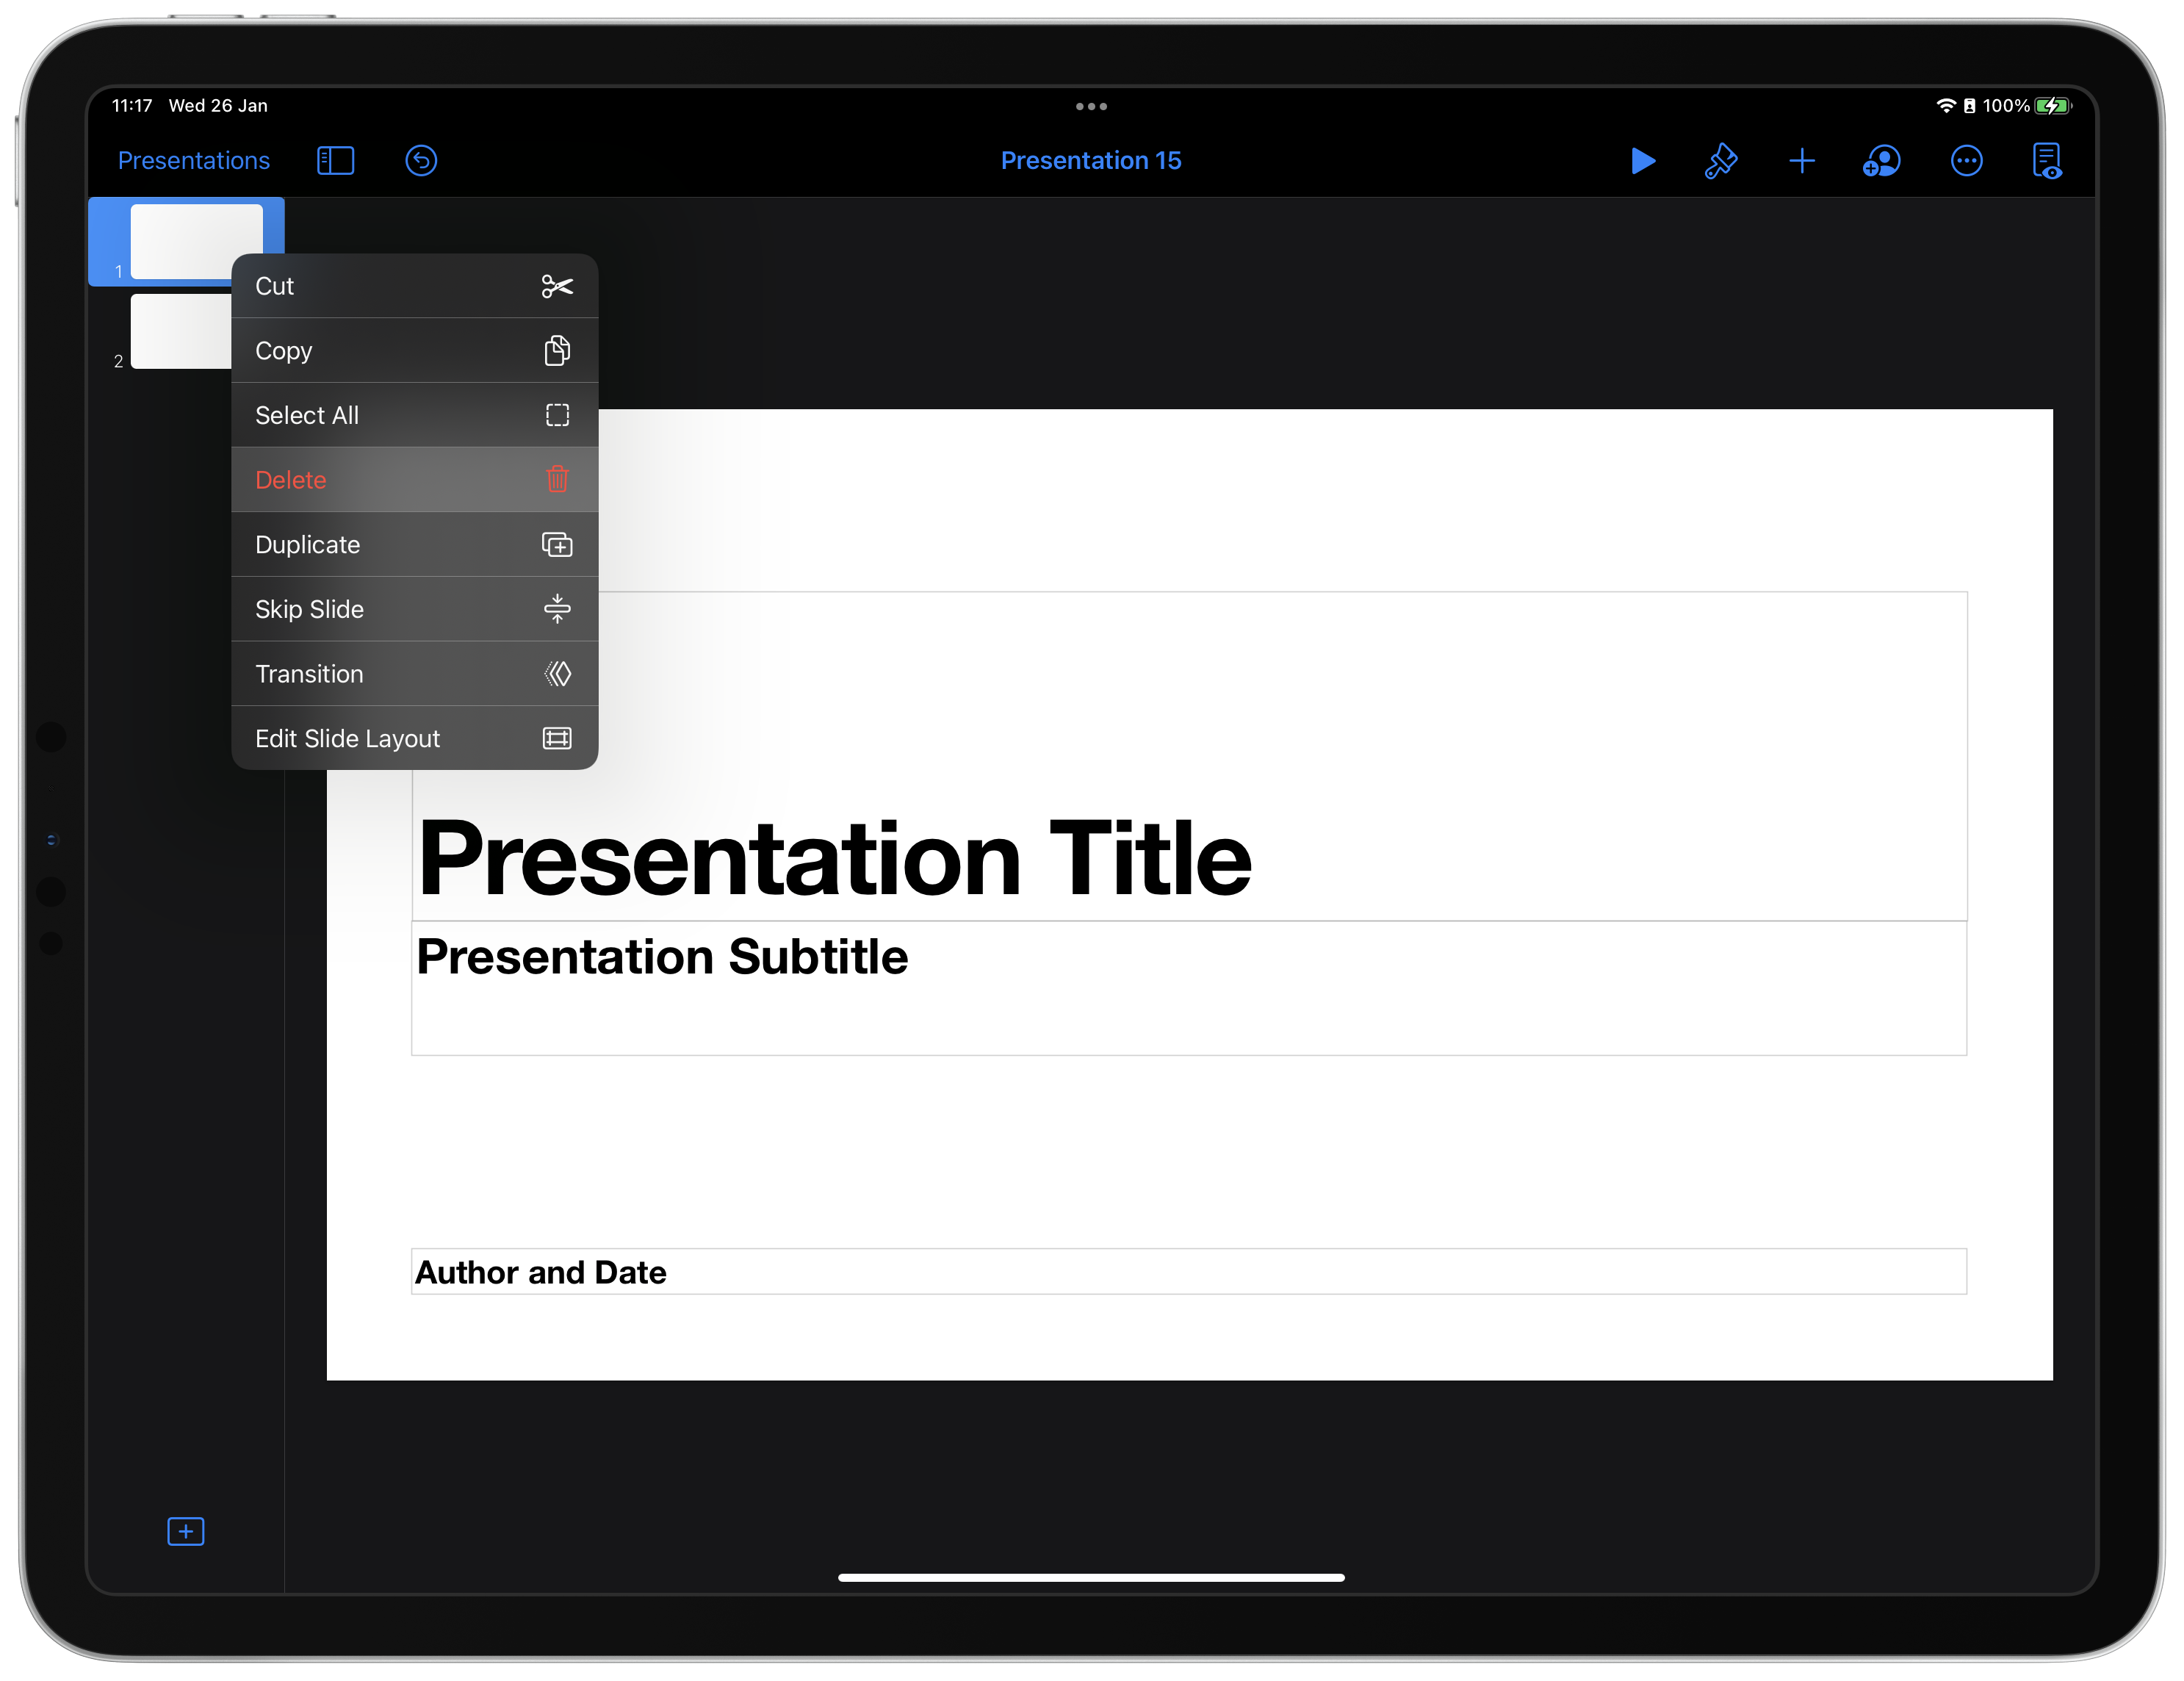 11:17 Wed 26 Jan
100%
Presentations
Presentation 15
1
2
Cut
Copy
Select All
Delete
Duplicate
Skip Slide
Transition
Edit Slide Layout
Presentation Title
Presentation Subtitle
Author and Date